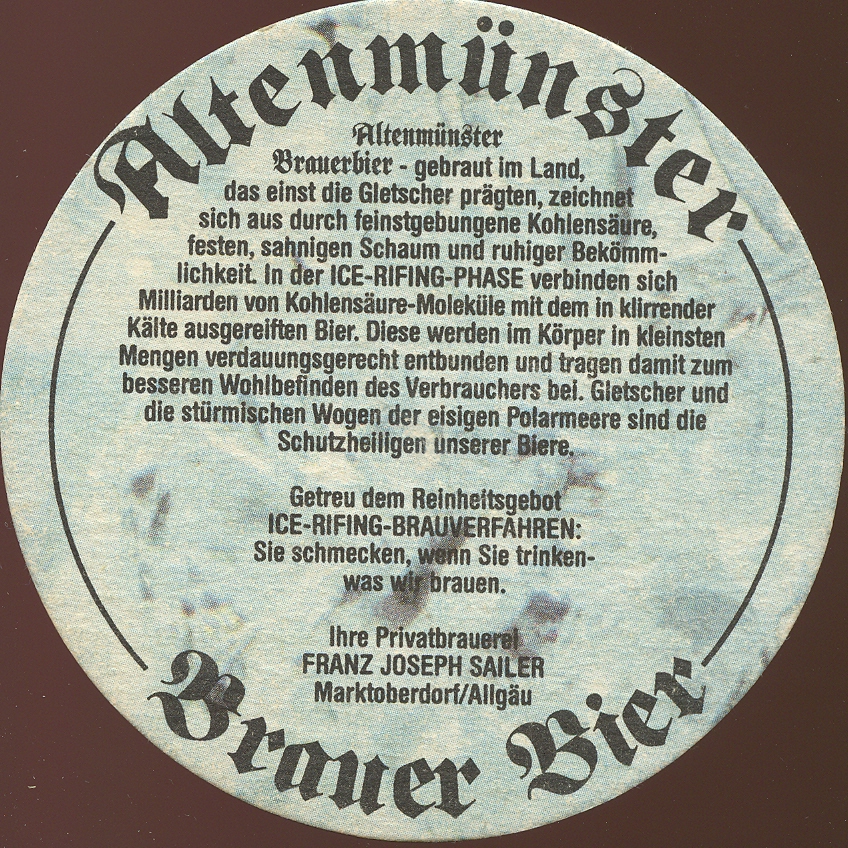 Altenmünster
Altenmünster
Brauerbier - gebraut im Land,
das einst die Gletscher prägten, zeichnet
sich aus durch feinstgebungene Kohlensäure,
festen, sahnigen Schaum und ruhiger Bekömm-
lichkeit. In der ICE-RIFING-PHASE verbinden sich
Milliarden von Kohlensäure-Moleküle mit dem in klirrender
Kälte ausgereiften Bier. Diese werden im Körper in kleinsten
Mengen verdauungsgerecht entbunden und tragen damit zum
besseren Wohlbefinden des Verbrauchers bei. Gletscher und
die stürmischen Wogen der eisigen Polarmeere sind die
Schutzheiligen unserer Biere.
Getreu dem Reinheitsgebot
ICE-RIFING-BRAUVERFAHREN:
Sie schmecken, wenn Sie trinken-
was wir brauen.
Ihre Privatbrauerei
FRANZ JOSEPH SAILER
Marktoberdorf/Allgäu
Brauer Bier